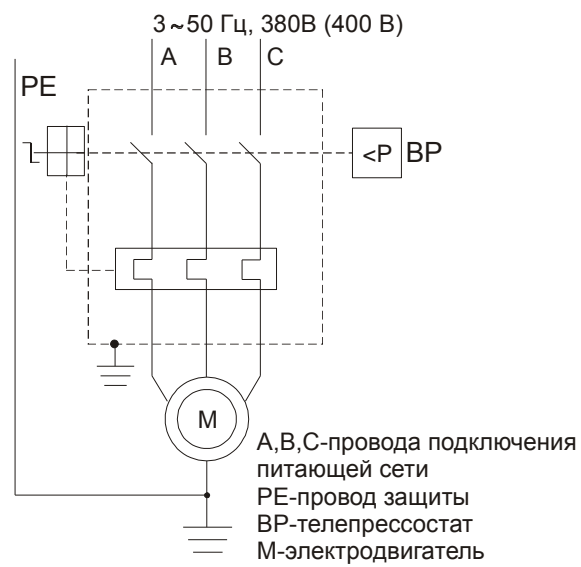 3~50 Гц, 380В (400 В)
A B C
PE
<P BP
M
A,B,C-провода подключения
питающей сети
PE-провод защиты
BP-телепрессостат
M-электродвигатель